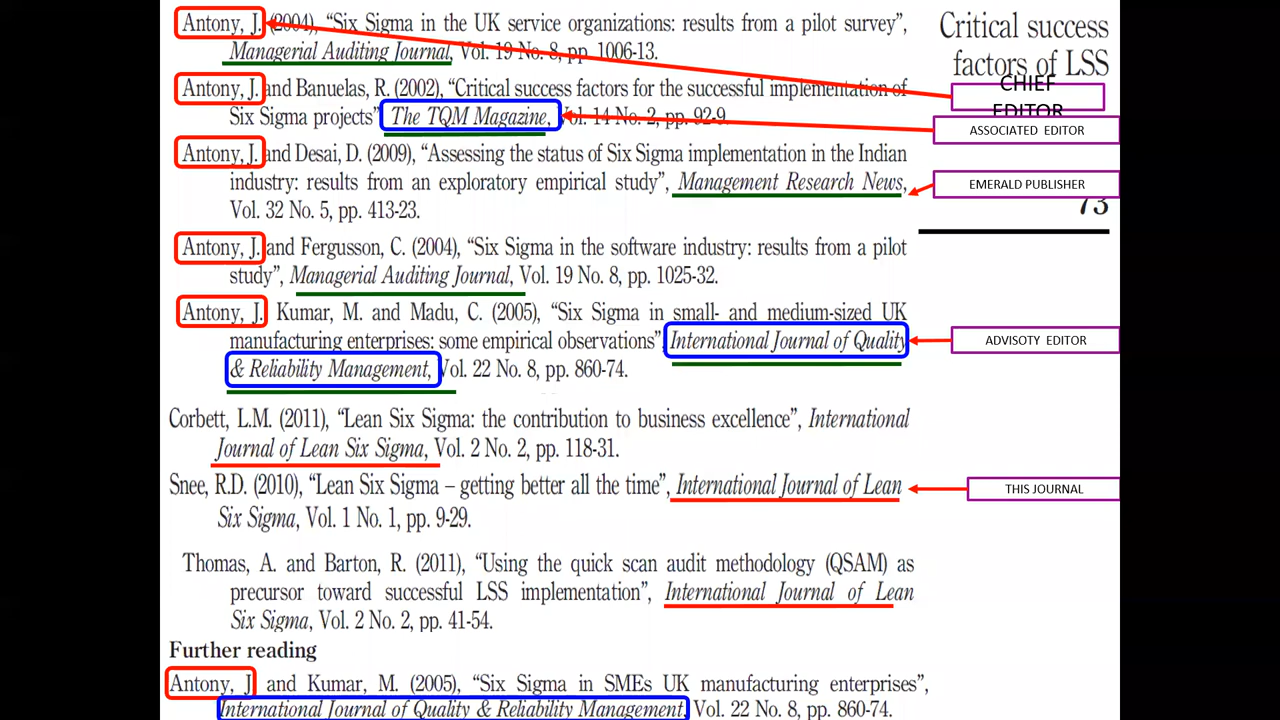 Antony, J. (2004), “Six Sigma in the UK service organizations: results from a pilot survey”,
Managerial Auditing Journal, Vol. 19 No. 8, pp. 1006-13.
Antony, J. and Banuelas, R. (2002), “Critical success factors for the successful implementation of
Six Sigma projects”, The TQM Magazine, Vol. 14 No. 2, pp. 92-9.
Antony, J. and Desai, D. (2009), “Assessing the status of Six Sigma implementation in the Indian
industry: results from an exploratory empirical study”, Management Research News,
Vol. 32 No. 5, pp. 413-23.
Antony, J. and Fergusson, C. (2004), “Six Sigma in the software industry: results from a pilot
study”, Managerial Auditing Journal, Vol. 19 No. 8, pp. 1025-32.
Antony, J. Kumar, M. and Madu, C. (2005), “Six Sigma in small- and medium-sized UK
manufacturing enterprises: some empirical observations”, International Journal of Quality
& Reliability Management, Vol. 22 No. 8, pp. 860-74.
Corbett, L.M. (2011), “Lean Six Sigma: the contribution to business excellence”, International
Journal of Lean Six Sigma, Vol. 2 No. 2, pp. 118-31.
Snee, R.D. (2010), “Lean Six Sigma – getting better all the time”, International Journal of Lean
Six Sigma, Vol. 1 No. 1, pp. 9-29.
Thomas, A. and Barton, R. (2011), “Using the quick scan audit methodology (QSAM) as
precursor toward successful LSS implementation”, International Journal of Lean
Six Sigma, Vol. 2 No. 2, pp. 41-54.
Further reading
Antony, J. and Kumar, M. (2005), “Six Sigma in SMEs UK manufacturing enterprises”,
International Journal of Quality & Reliability Management, Vol. 22 No. 8, pp. 860-74.
Critical success
factors of LSS
CHIEF
EDITOR
ASSOCIATED EDITOR
EMERALD PUBLISHER
73
ADVISOTY EDITOR
THIS JOURNAL